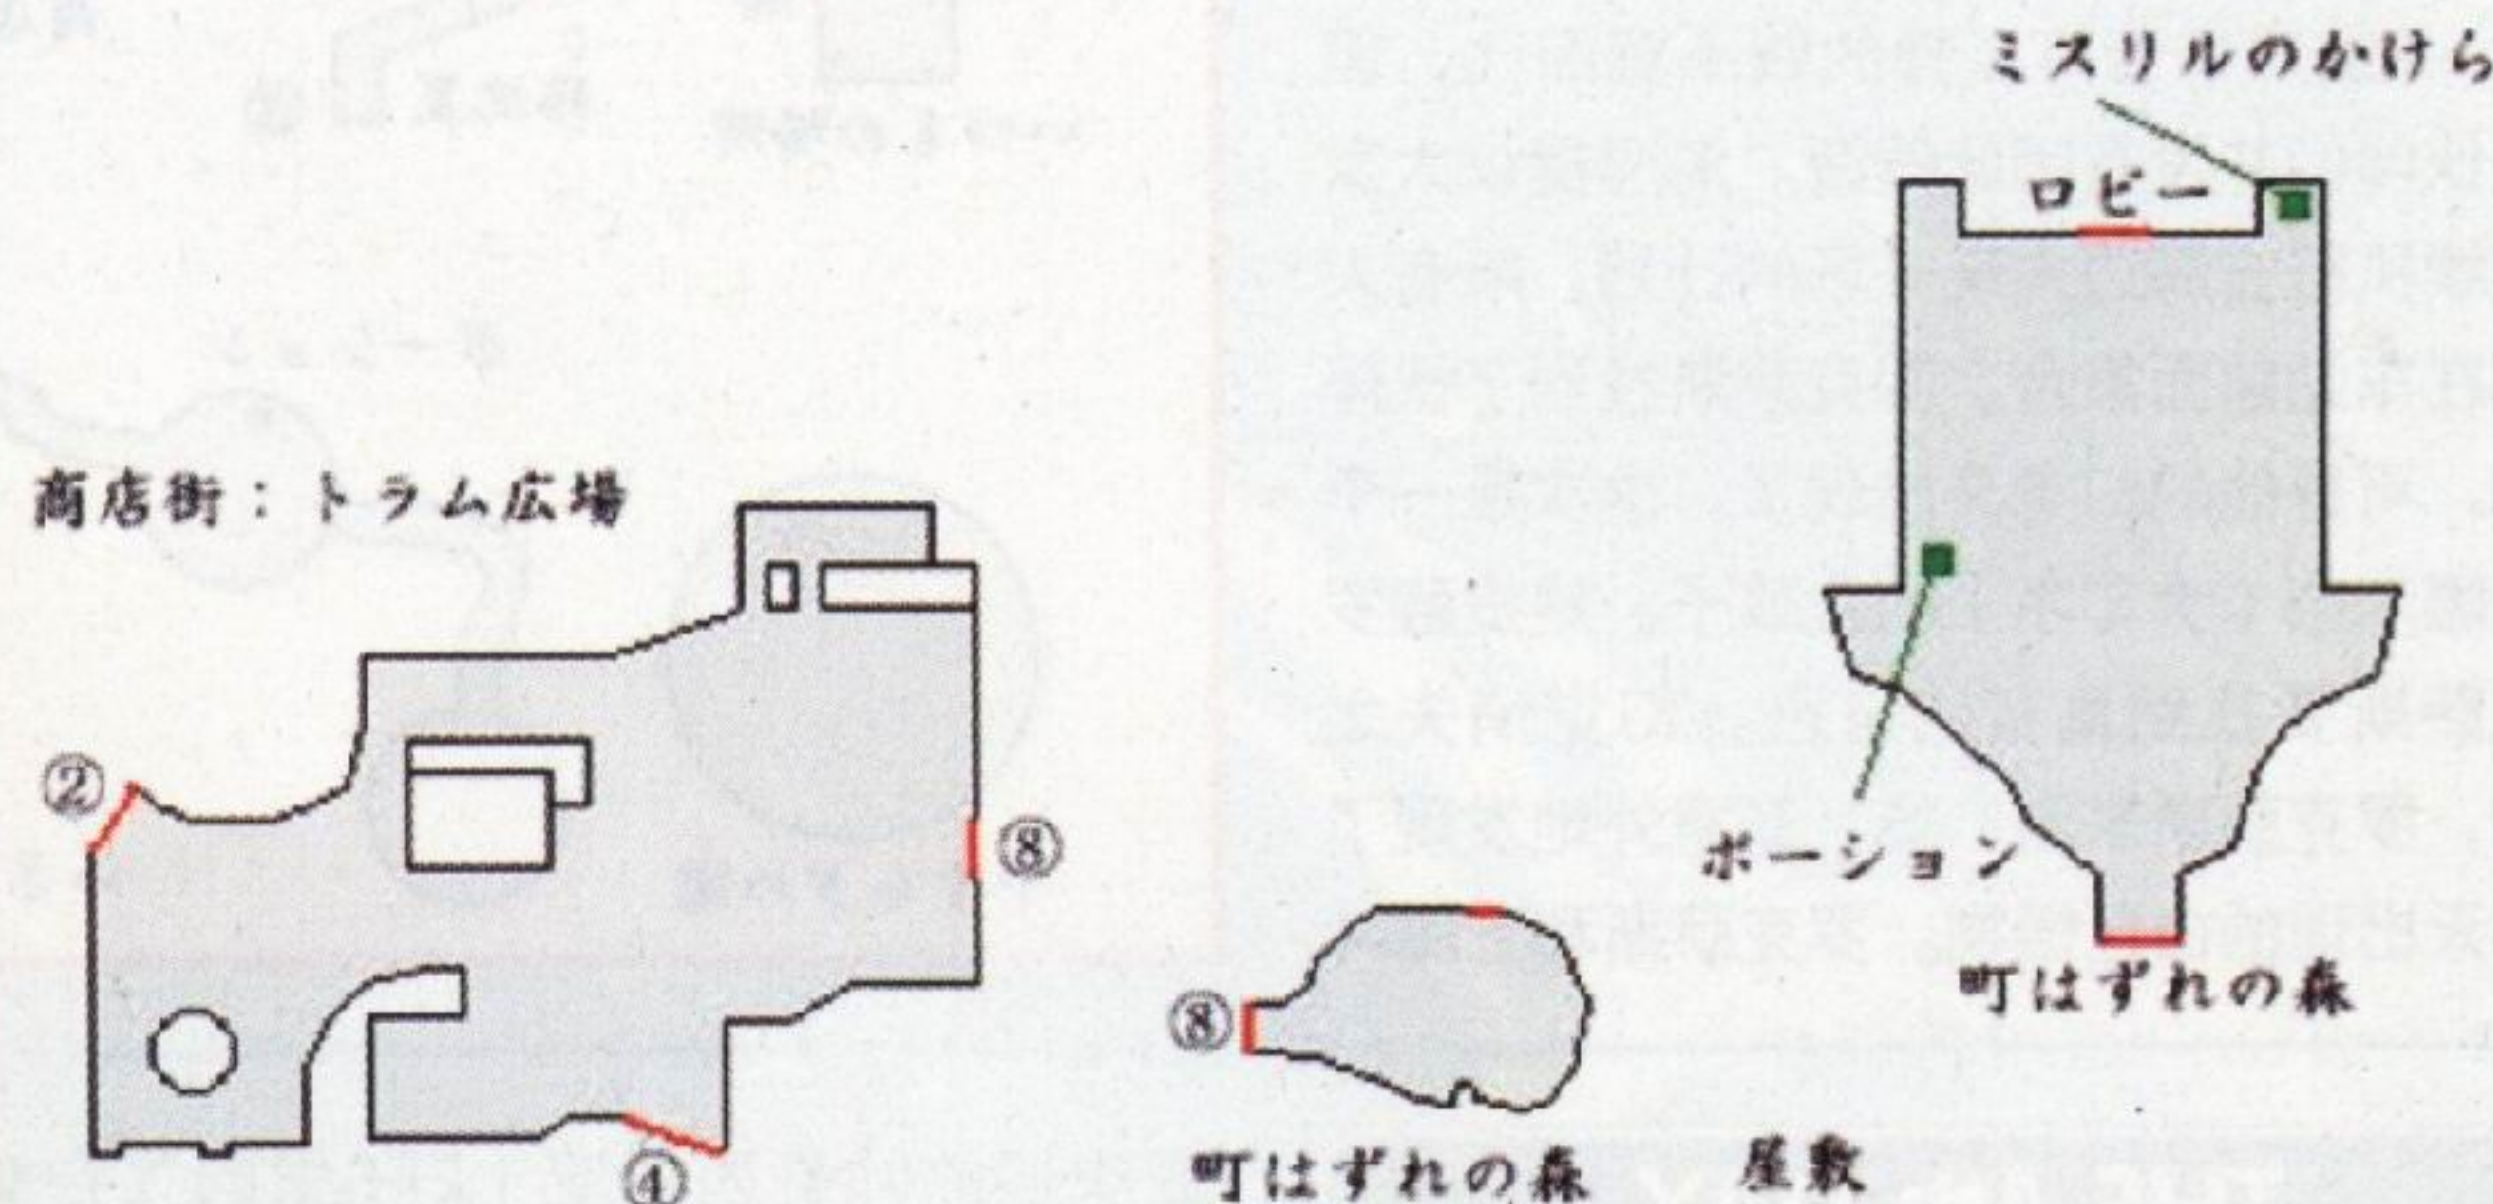 ミスリルのかけら
ロビー
商店街：トラム広場
②
⑧
ポーション
町はずれの森
⑧
④
町はずれの森
屋敷